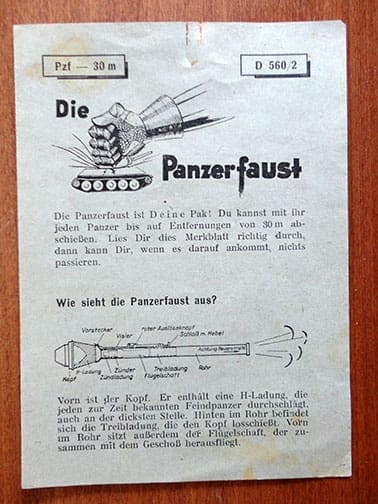 Pzf — 30 m
D 560/2
Die
Panzerfaust
Die Panzerfaust ist Deine Pak! Du kannst mit ihr
jeden Panzer bis auf Entfernungen von 30 m ab-
schießen. Lies Dir dies Merkblatt richtig durch,
dann kann Dir, wenn es darauf ankommt, nichts
passieren.
Wie sieht die Panzerfaust aus?
Vorstecker
Visier
roter Auslöseknopf
Schloß m. Hebel
Achtung Feuerstrahl
H-Ladung
Kopf
Zünder
Zündladung
Treibladung
Flügelschaft
Rohr
Vorn ist der Kopf. Er enthält eine H-Ladung, die
jeden zur Zeit bekannten Feindpanzer durchschlägt,
auch an der dicksten Stelle. Hinten im Rohr befindet
sich die Treibladung, die den Kopf losschießt. Vorn
im Rohr sitzt außerdem der Flügelschaft, der zu-
sammen mit dem Geschoß herausfliegt.